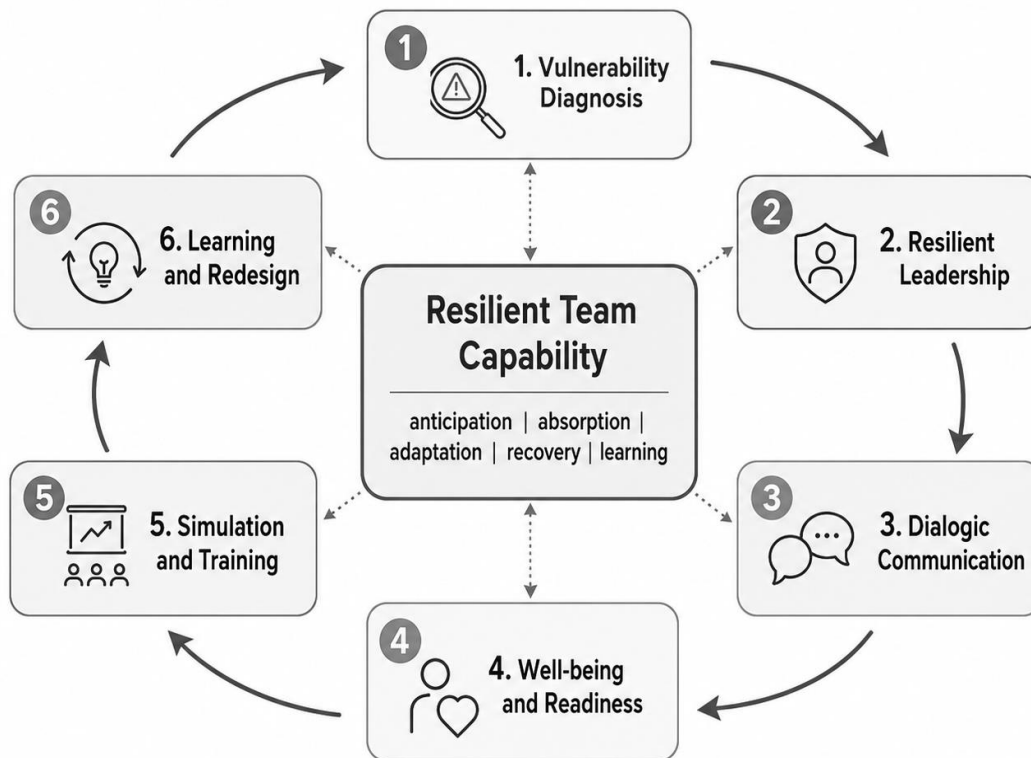 1
1. Vulnerability
Diagnosis
2
2. Resilient
Leadership
3
3. Dialogic
Communication
4
4. Well-being
and Readiness
5
5. Simulation
and Training
6
6. Learning
and Redesign
Resilient Team
Capability
anticipation | absorption |
adaptation | recovery | learning